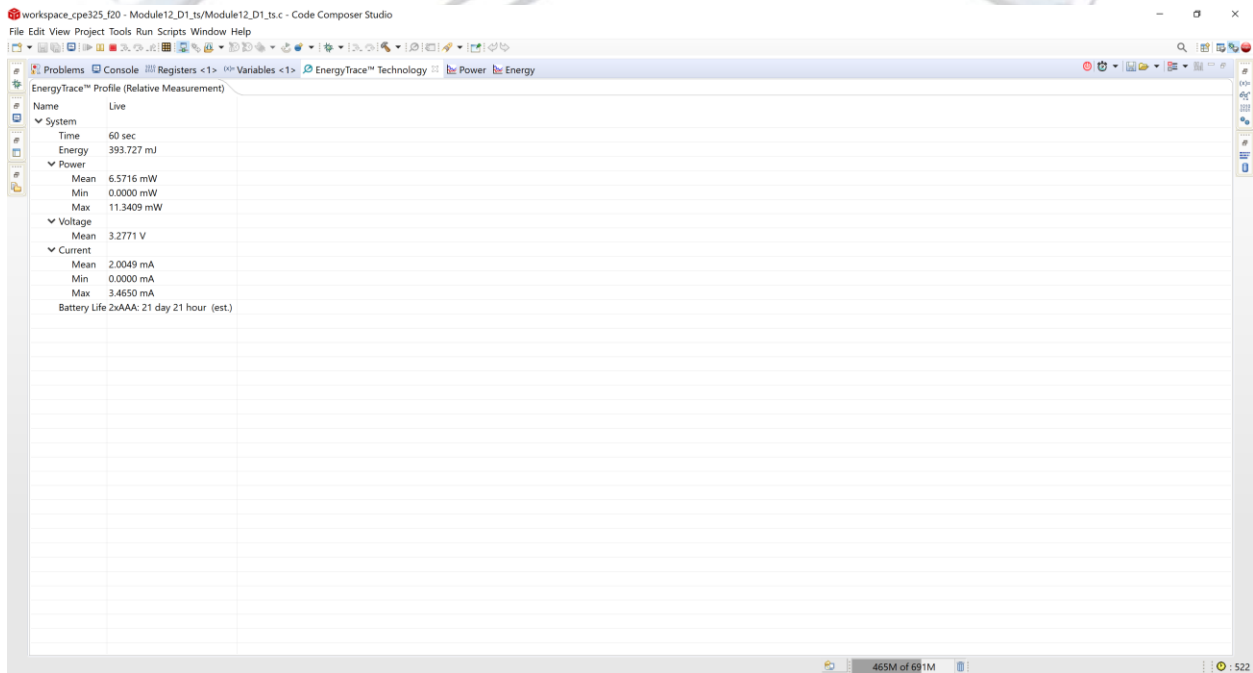 workspace_cpe325_f20 - Module12_D1_ts/Module12_D1_ts.c - Code Composer Studio
File Edit View Project Tools Run Scripts Window Help
Problems Console Registers <1> (x)= Variables <1> EnergyTrace™ Technology Power Energy
EnergyTrace™ Profile (Relative Measurement)
Name Live
System
Time 60 sec
Energy 393.727 mJ
Power
Mean 6.5716 mW
Min 0.0000 mW
Max 11.3409 mW
Voltage
Mean 3.2771 V
Current
Mean 2.0049 mA
Min 0.0000 mA
Max 3.4650 mA
Battery Life 2xAAA: 21 day 21 hour (est.)
465M of 691M : 522